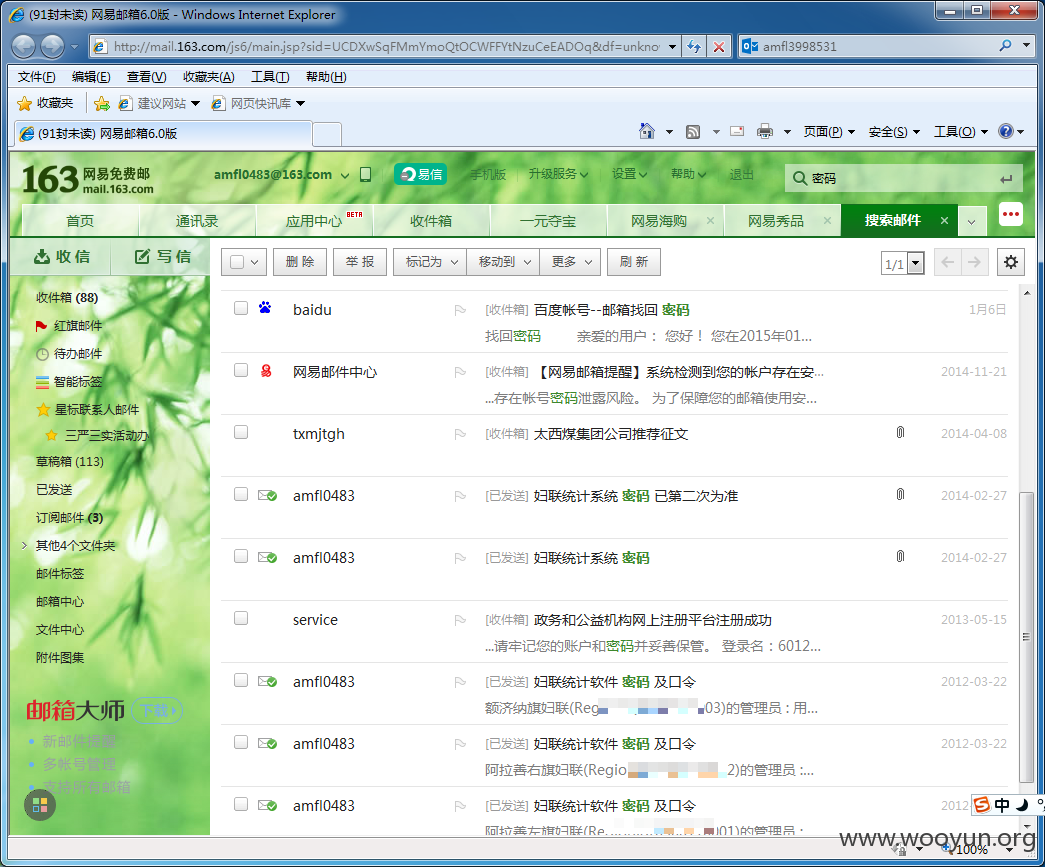 (91封未读) 网易邮箱6.0版 - Windows Internet Explorer
http://mail.163.com/js6/main.jsp?sid=UCDXwSqFMmYmoQtOCWFFYtNzuCeEADOq&df=unkno
amfl3998531
文件(F) 编辑(E) 查看(V) 收藏夹(A) 工具(T) 帮助(H)
收藏夹 建议网站 网页快讯库
(91封未读) 网易邮箱6.0版 页面(P) 安全(S) 工具(O)
163 网易免费邮
mail.163.com
amfl0483@163.com 易信 手机版 升级服务 设置 帮助 退出 密码
首页 通讯录 应用中心 BETA 收件箱 一元夺宝 网易海购 网易秀品 搜索邮件
收信 写信 删除 举报 标记为 移动到 更多 刷新 1/1
收件箱 (88)
红旗邮件
待办邮件
智能标签
星标联系人邮件
三严三实活动办
草稿箱 (113)
已发送
订阅邮件 (3)
其他4个文件夹
邮件标签
邮箱中心
文件中心
附件图集
邮箱大师 下载
新邮件提醒
多帐号管理
支持所有邮箱
baidu [收件箱] 百度帐号--邮箱找回 密码 1月6日
找回密码 亲爱的用户： 您好！ 您在2015年01...
网易邮件中心 [收件箱] 【网易邮箱提醒】系统检测到您的帐户存在安... 2014-11-21
...存在帐号密码泄露风险。 为了保障您的邮箱使用安...
txmjtgh [收件箱] 太西煤集团公司推荐征文 2014-04-08
amfl0483 [已发送] 妇联统计系统 密码 已第二次为准 2014-02-27
amfl0483 [已发送] 妇联统计系统 密码 2014-02-27
service [收件箱] 政务和公益机构网上注册平台注册成功 2013-05-15
...请牢记您的账户和密码并妥善保管。 登录名：6012...
amfl0483 [已发送] 妇联统计软件 密码 及口令 2012-03-22
额济纳旗妇联(Reg 03)的管理员 : 用...
amfl0483 [已发送] 妇联统计软件 密码 及口令 2012-03-22
阿拉善右旗妇联(Regio 2)的管理员 :...
amfl0483 [已发送] 妇联统计软件 密码 及口令 2012
阿拉善左旗妇联(Re 01)的管理员 :
中
www.wooyun.org
100%